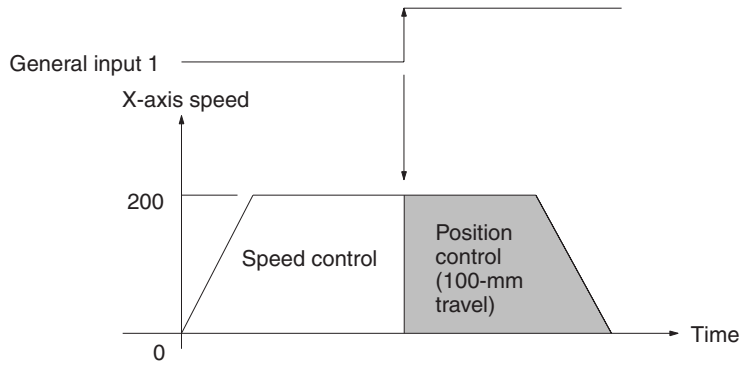 General input 1
X-axis speed
200
Speed control
Position
control
(100-mm
travel)
Time
0